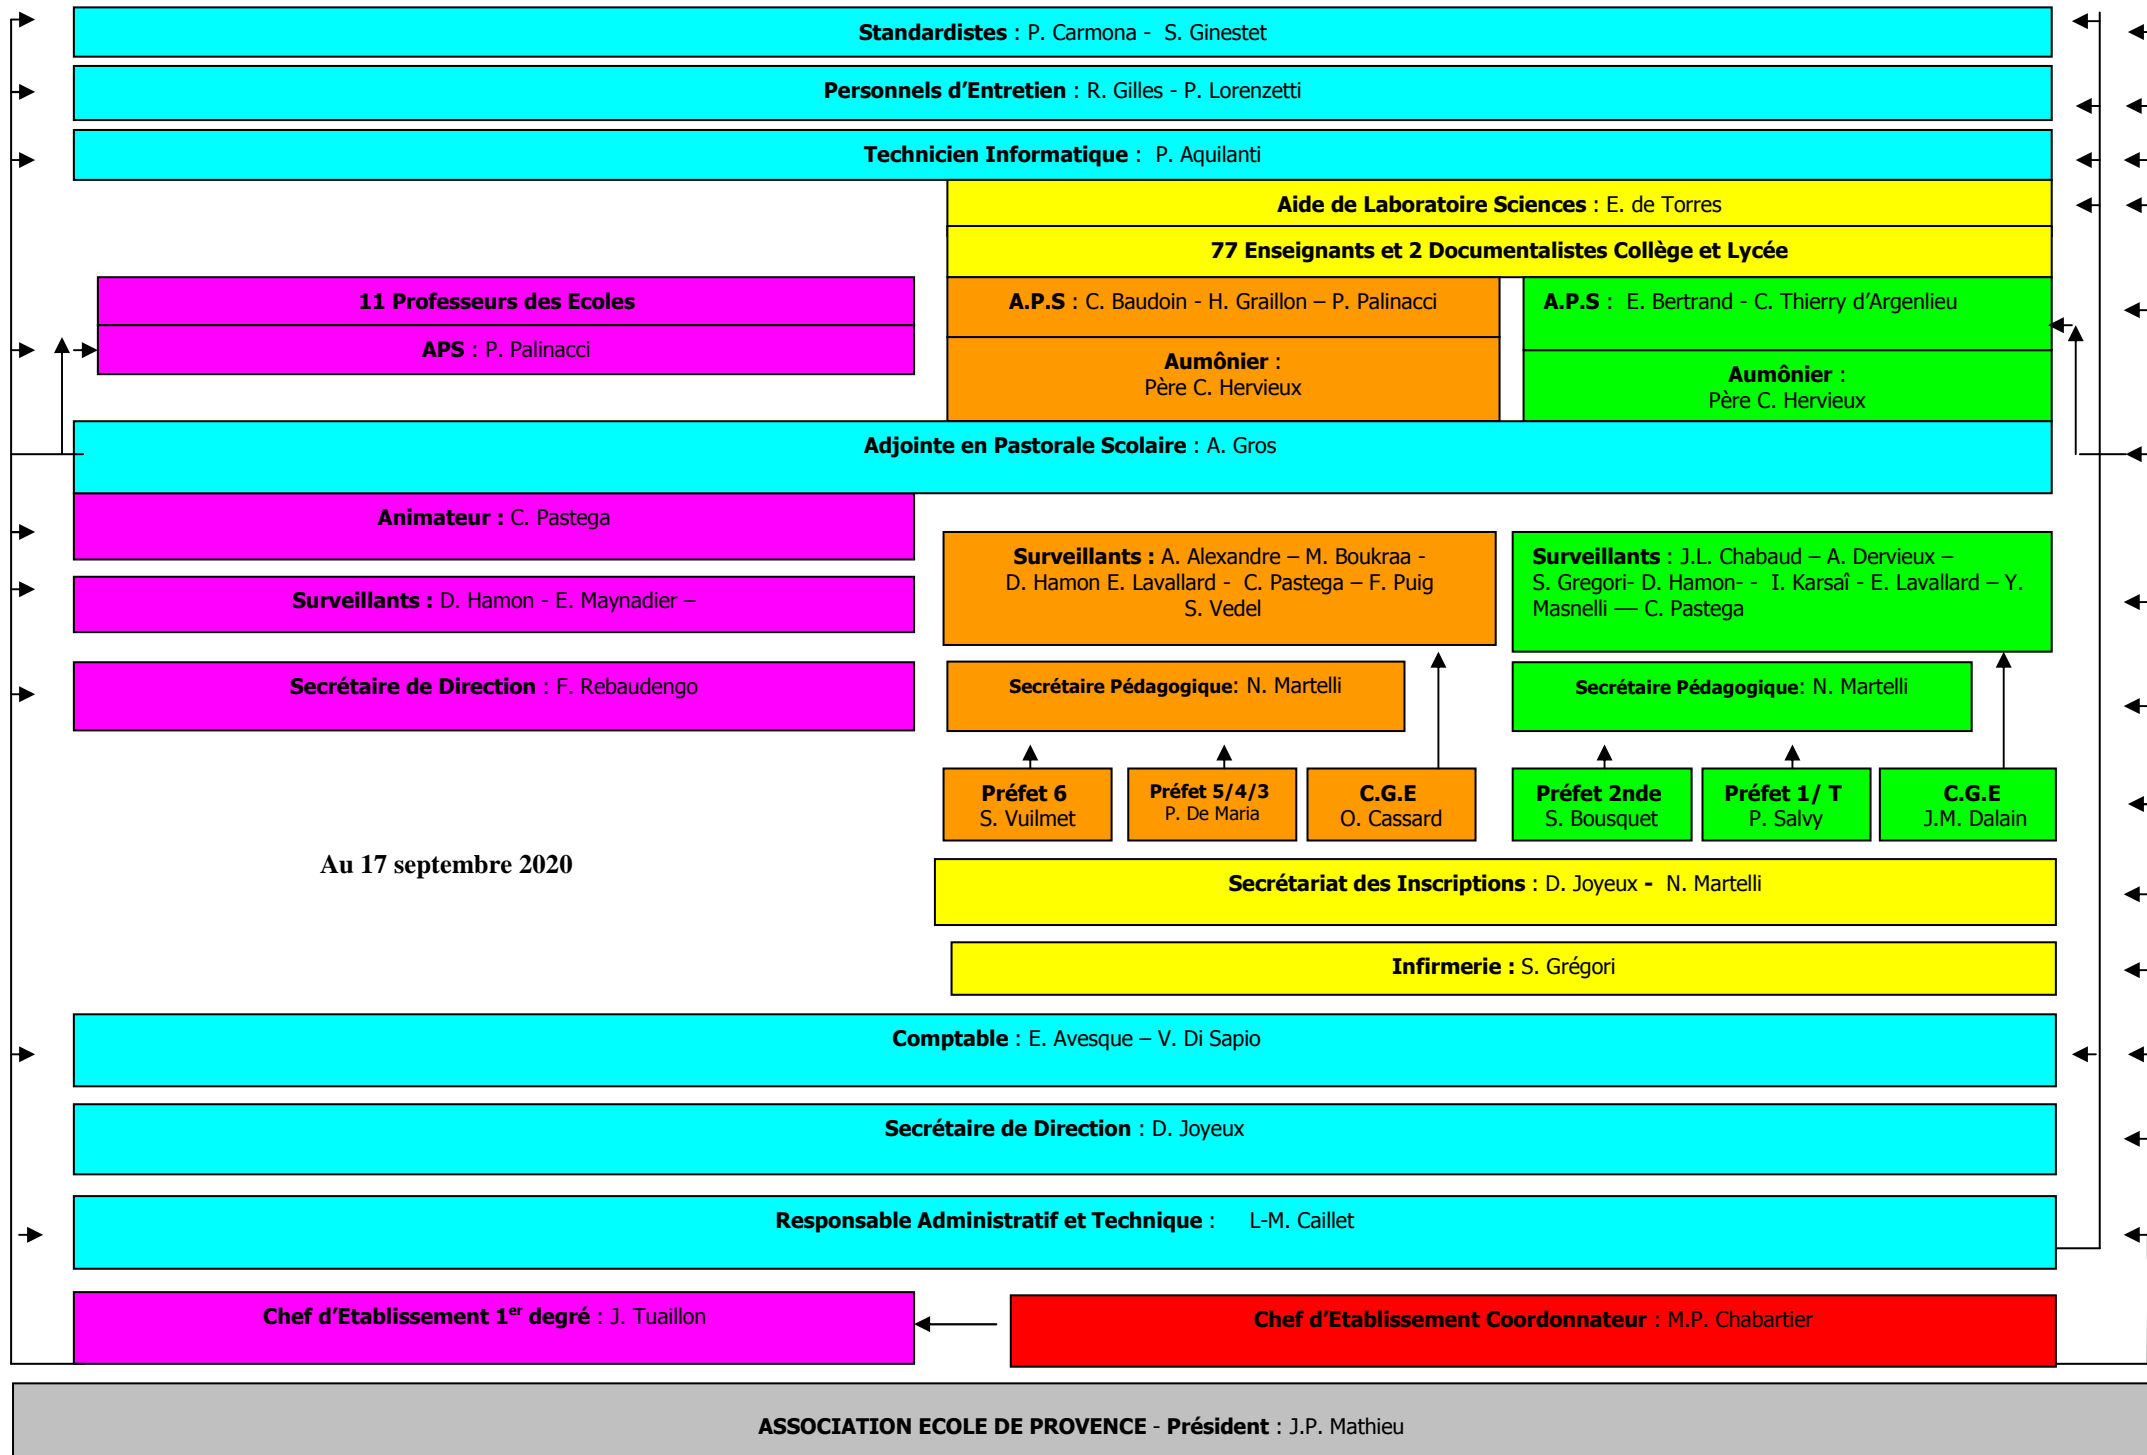 Standardistes : P. Carmona - S. Ginestet
Personnels d'Entretien : R. Gilles - P. Lorenzetti
Technicien Informatique : P. Aquilanti
Aide de Laboratoire Sciences : E. de Torres
77 Enseignants et 2 Documentalistes Collège et Lycée
11 Professeurs des Ecoles
APS : P. Palinacci
A.P.S : C. Baudoin - H. Graillon – P. Palinacci
Aumônier :
Père C. Hervieux
A.P.S : E. Bertrand - C. Thierry d'Argenlieu
Aumônier :
Père C. Hervieux
Adjointe en Pastorale Scolaire : A. Gros
Animateur : C. Pastega
Surveillants : D. Hamon - E. Maynadier –
Secrétaire de Direction : F. Rebaudengo
Surveillants : A. Alexandre – M. Boukraa -
D. Hamon E. Lavallard - C. Pastega – F. Puig
S. Vedel
Surveillants : J.L. Chabaud – A. Dervieux –
S. Gregori- D. Hamon- - I. Karsaî - E. Lavallard – Y.
Masnelli –– C. Pastega
Secrétaire Pédagogique: N. Martelli
Secrétaire Pédagogique: N. Martelli
Préfet 6
S. Vuilmet
Préfet 5/4/3
P. De Maria
C.G.E
O. Cassard
Préfet 2nde
S. Bousquet
Préfet 1/ T
P. Salvy
C.G.E
J.M. Dalain
Au 17 septembre 2020
Secrétariat des Inscriptions : D. Joyeux - N. Martelli
Infirmerie : S. Grégori
Comptable : E. Avesque – V. Di Sapio
Secrétaire de Direction : D. Joyeux
Responsable Administratif et Technique : L-M. Caillet
Chef d'Etablissement 1er degré : J. Tuaillon
Chef d'Etablissement Coordonnateur : M.P. Chabartier
ASSOCIATION ECOLE DE PROVENCE - Président : J.P. Mathieu